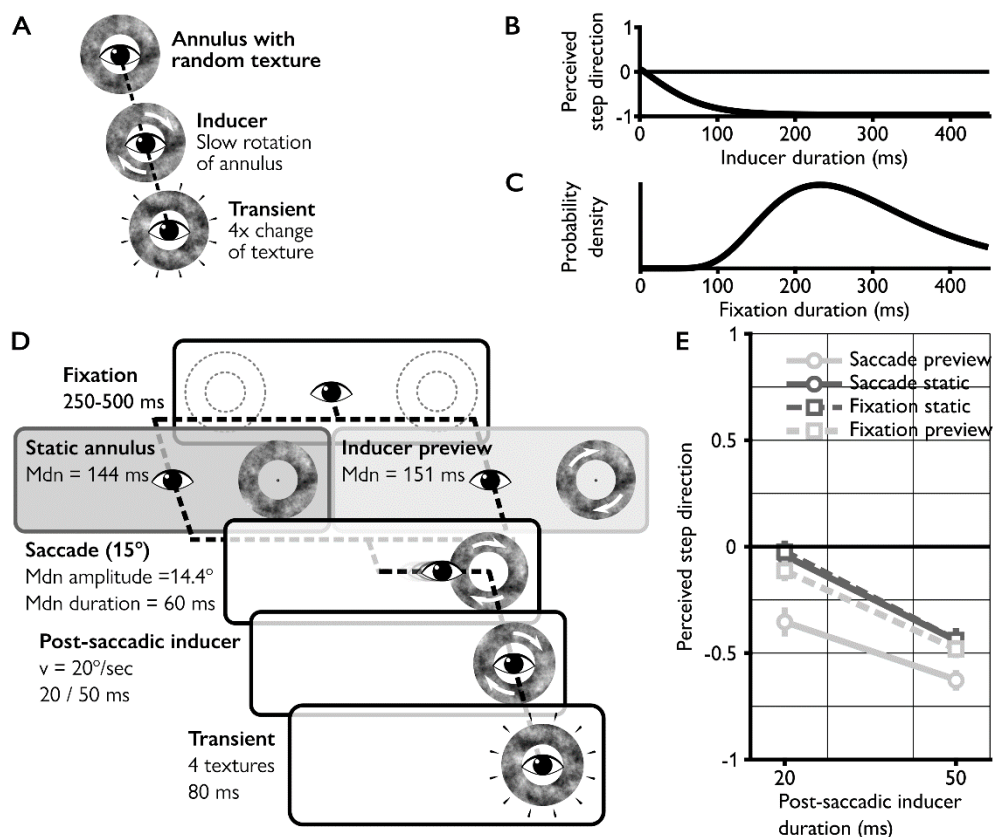 A
Annulus with
random texture
Inducer
Slow rotation
of annulus
Transient
4x change
of texture
B
Perceived
step direction
1
0
-1
0 100 200 300 400
Inducer duration (ms)
C
Probability
density
0 100 200 300 400
Fixation duration (ms)
D
Fixation
250-500 ms
Static annulus
Mdn = 144 ms
Inducer preview
Mdn = 151 ms
Saccade (15°)
Mdn amplitude =14.4°
Mdn duration = 60 ms
Post-saccadic inducer
v = 20°/sec
20 / 50 ms
Transient
4 textures
80 ms
E
Perceived step direction
1
0.5
0
-0.5
-1
Saccade preview
Saccade static
Fixation static
Fixation preview
20 50
Post-saccadic inducer
duration (ms)